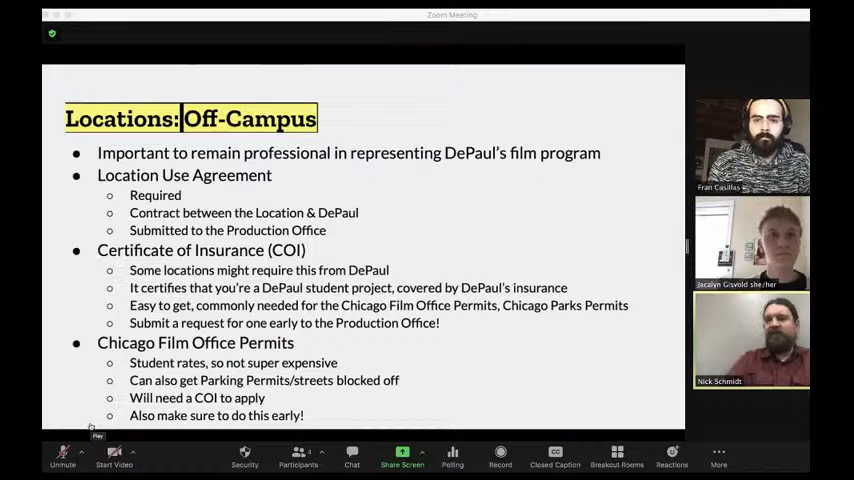 Zoom Meeting
Locations: Off-Campus
● Important to remain professional in representing DePaul's film program
● Location Use Agreement
○ Required
○ Contract between the Location & DePaul
○ Submitted to the Production Office
● Certificate of Insurance (COI)
○ Some locations might require this from DePaul
○ It certifies that you're a DePaul student project, covered by DePaul's insurance
○ Easy to get, commonly needed for the Chicago Film Office Permits, Chicago Parks Permits
○ Submit a request for one early to the Production Office!
● Chicago Film Office Permits
○ Student rates, so not super expensive
○ Can also get Parking Permits/streets blocked off
○ Will need a COI to apply
○ Also make sure to do this early!
Fran Casillas
Jacalyn Gisvold she/her
Nick Schmidt
Play
4
Unmute
Start Video
Security
Participants
Chat
Share Screen
Polling
Record
CC
Closed Caption
Breakout Rooms
Reactions
More